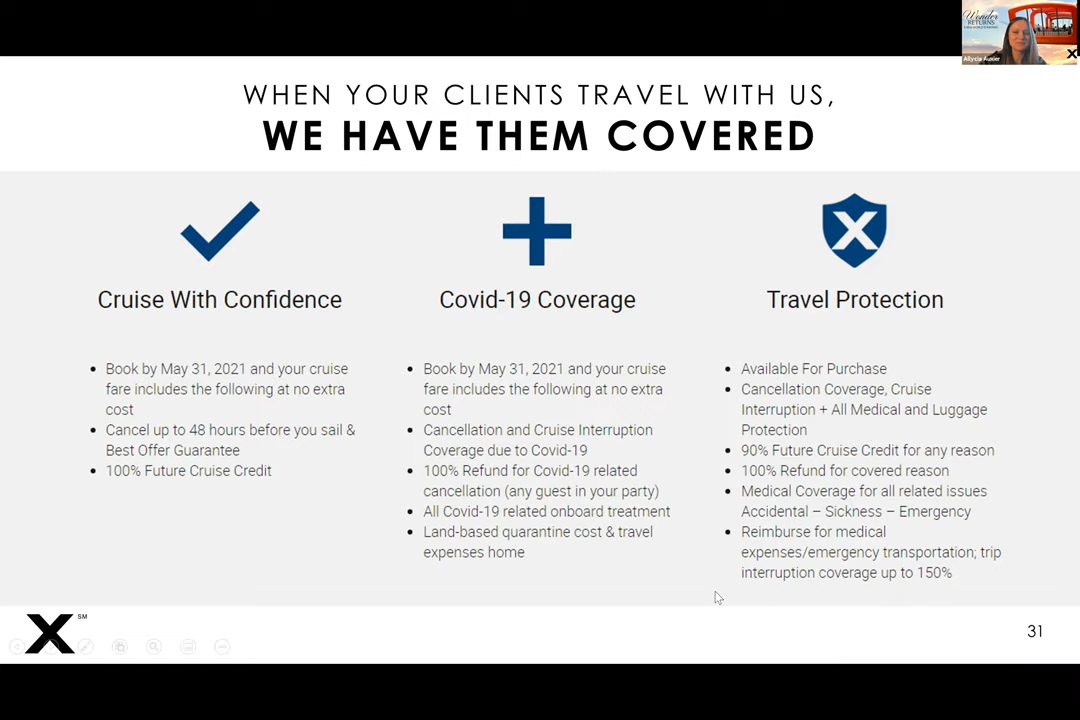 Wonder
RETURNS
Allycia Auxier
WHEN YOUR CLIENTS TRAVEL WITH US,
WE HAVE THEM COVERED
X
Cruise With Confidence
Covid-19 Coverage
Travel Protection
• Book by May 31, 2021 and your cruise
fare includes the following at no extra
cost
• Cancel up to 48 hours before you sail &
Best Offer Guarantee
• 100% Future Cruise Credit
• Book by May 31, 2021 and your cruise
fare includes the following at no extra
cost
• Cancellation and Cruise Interruption
Coverage due to Covid-19
• 100% Refund for Covid-19 related
cancellation (any guest in your party)
• All Covid-19 related onboard treatment
• Land-based quarantine cost & travel
expenses home
• Available For Purchase
• Cancellation Coverage, Cruise
Interruption + All Medical and Luggage
Protection
• 90% Future Cruise Credit for any reason
• 100% Refund for covered reason
• Medical Coverage for all related issues
Accidental – Sickness – Emergency
• Reimburse for medical
expenses/emergency transportation; trip
interruption coverage up to 150%
X SM
31